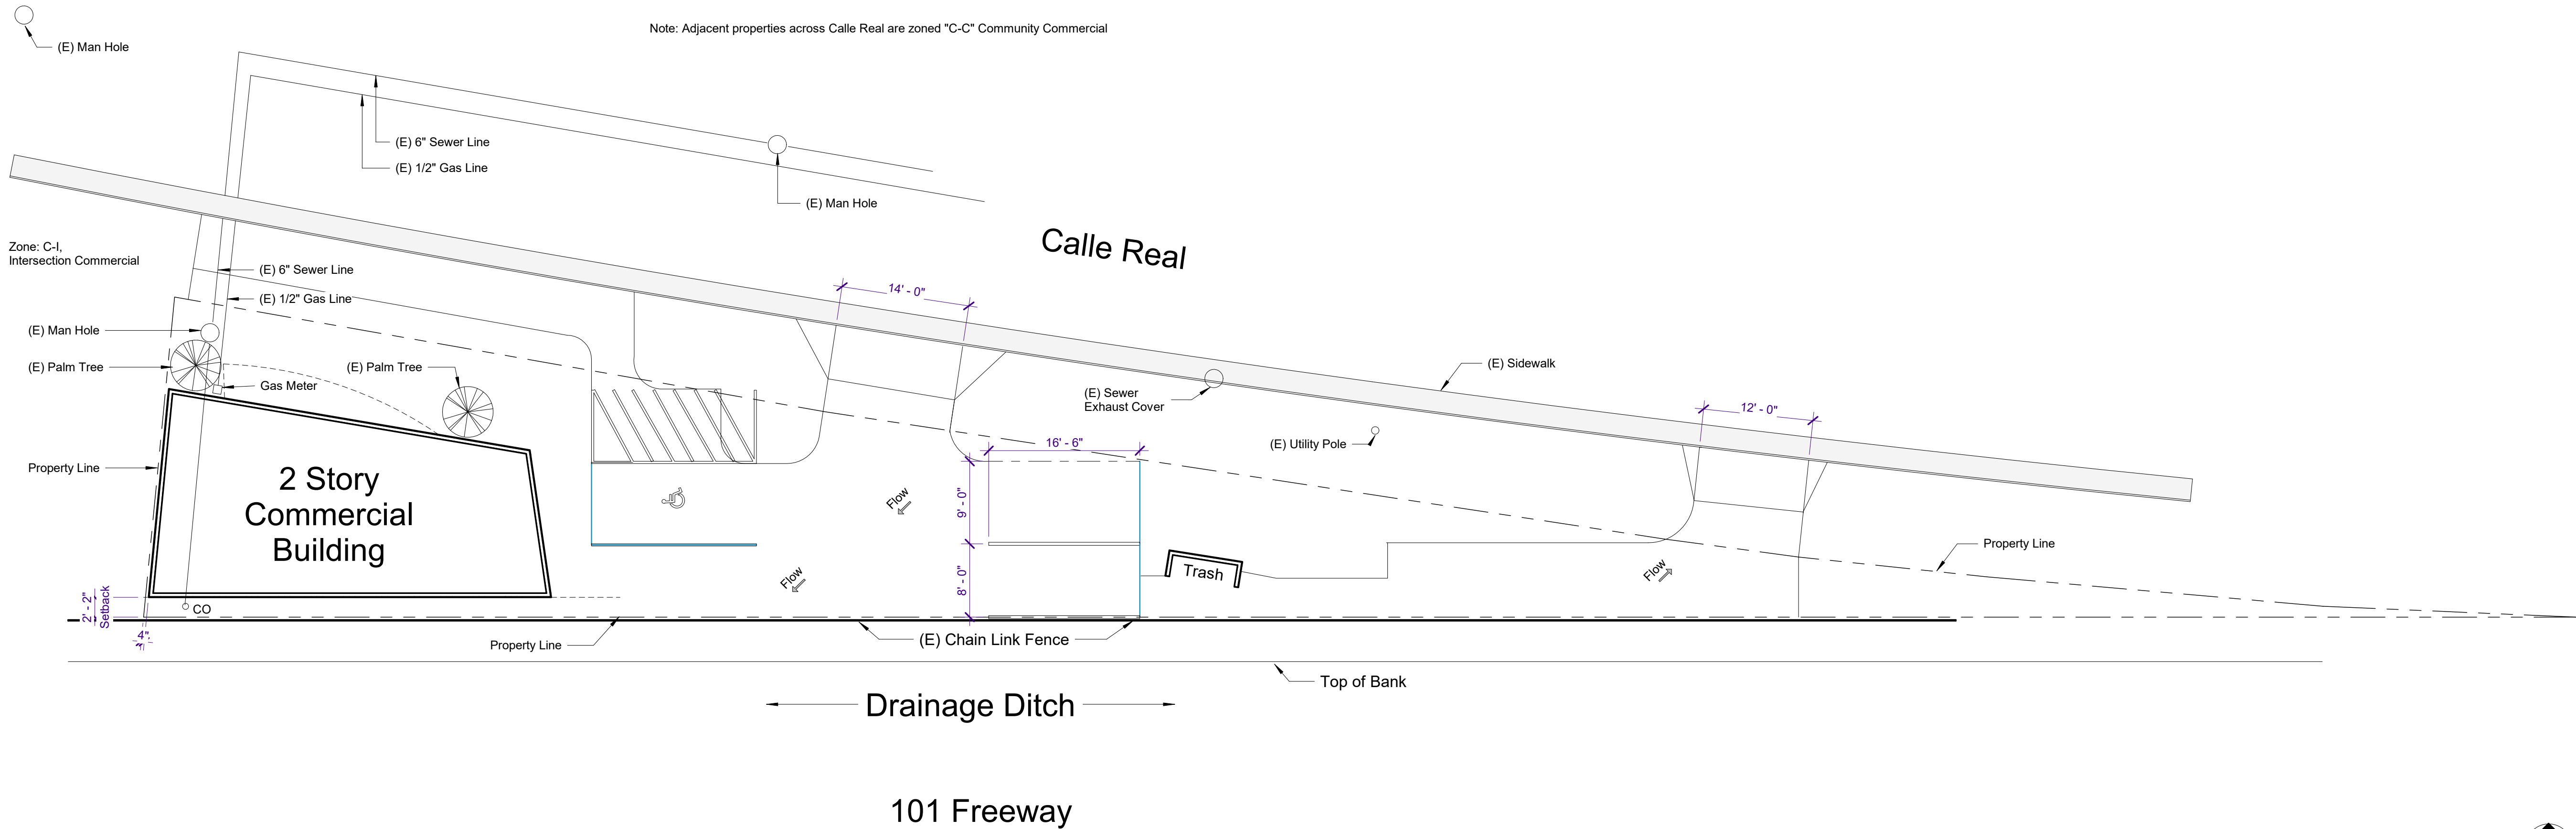 Note: Adjacent properties across Calle Real are zoned "C-C" Community Commercial
(E) Man Hole
(E) 6" Sewer Line
(E) 1/2" Gas Line
(E) Man Hole
Calle Real
Zone: C-I,
Intersection Commercial
(E) 6" Sewer Line
(E) 1/2" Gas Line
14' - 0"
(E) Man Hole
(E) Palm Tree
(E) Palm Tree
Gas Meter
(E) Sidewalk
(E) Sewer
Exhaust Cover
12' - 0"
(E) Utility Pole
16' - 6"
Property Line
2 Story
Commercial
Building
Flow
9' - 0"
Property Line
Flow
8' - 0"
Trash
Flow
2' - 2"
Setback
CO
4"
Property Line
(E) Chain Link Fence
Top of Bank
Drainage Ditch
101 Freeway